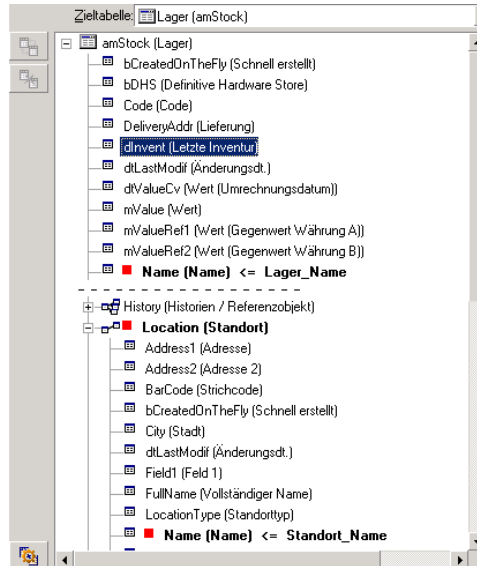 Zieltabelle: Lager (amStock)
amStock (Lager)
bCreatedOnTheFly (Schnell erstellt)
bDHS (Definitive Hardware Store)
Code (Code)
DeliveryAddr (Lieferung)
dInvent (Letzte Inventur)
dtLastModif (Änderungsdt.)
dtValueCv (Wert (Umrechnungsdatum))
mValue (Wert)
mValueRef1 (Wert (Gegenwert Währung A))
mValueRef2 (Wert (Gegenwert Währung B))
Name (Name) <= Lager_Name
History (Historien / Referenzobjekt)
Location (Standort)
Address1 (Adresse)
Address2 (Adresse 2)
BarCode (Strichcode)
bCreatedOnTheFly (Schnell erstellt)
City (Stadt)
dtLastModif (Änderungsdt.)
Field1 (Feld 1)
FullName (Vollständiger Name)
LocationType (Standorttyp)
Name (Name) <= Standort_Name